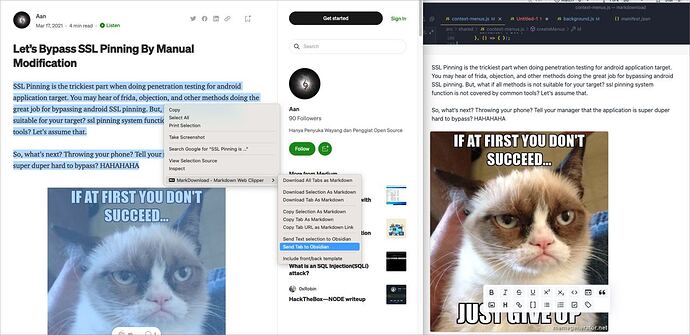 Aan
Mar 17, 2021 · 4 min read
Listen
Let's Bypass SSL Pinning By Manual
Modification
SSL Pinning is the trickiest part when doing penetration testing for android
application target. You may hear of frida, objection, and other methods doing the
great job for bypassing android SSL pinning. But,
suitable for your target? ssl pinning system functi
tools? Let's assume that.
So, what's next? Throwing your phone? Tell your
super duper hard to bypass? HAHAHAHA
IF AT FIRST YOU DON'T
SUCCEED...
Copy
Select All
Print Selection
Take Screenshot
Search Google for "SSL Pinning is ..."
View Selection Source
Inspect
MarkDownload - Markdown Web Clipper
Download All Tabs as Markdown
Download Selection As Markdown
Download Tab As Markdown
Copy Selection As Markdown
Copy Tab As Markdown
Copy Tab URL as Markdown Link
Send Text selection to Obsidian
Send Tab to Obsidian
Include front/back template
Get started
Sign In
Search
Aan
90 Followers
Hanya Penyuka Wayang dan Penggiat Open Source
Follow
More from Medium
What is an SQL Injection(SQLi)
attack?
0xRobin
HackTheBox—NODE writeup
context-menus.js — markdownload
context-menus.js
Untitled-1
background.js
manifest.json
src
shared
context-menus.js
createMenus
}, () => { });
SSL Pinning is the trickiest part when doing penetration testing for android
application target. You may hear of frida, objection, and other methods doing the
great job for bypassing android
SSL pinning. But, what if all methods is not suitable for your target? ssl pinning
system function is not covered by common tools? Let's assume that.
So, what's next? Throwing your phone? Tell your manager that the application is super duper
hard to bypass? HAHAHAHA
IF AT FIRST YOU DON'T
SUCCEED...
JUST GIVE UP
memegenerator.net